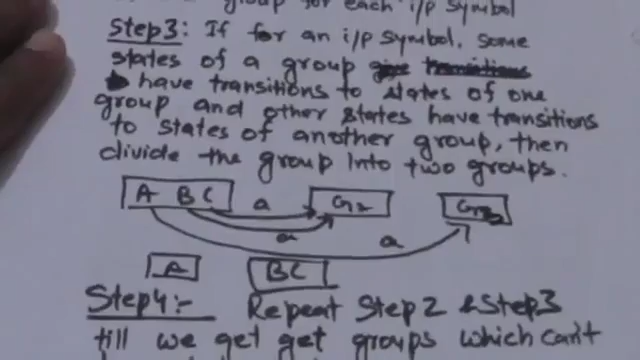 group for each i/p symbol
Step3: If for an i/p symbol, some
states of a group
have transitions to states of one
group and other states have transitions
to states of another group, then
divide the group into two groups.
A B C a G2
a a
A BC
Step4:- Repeat Step 2 & Step3
till we get get groups which can't